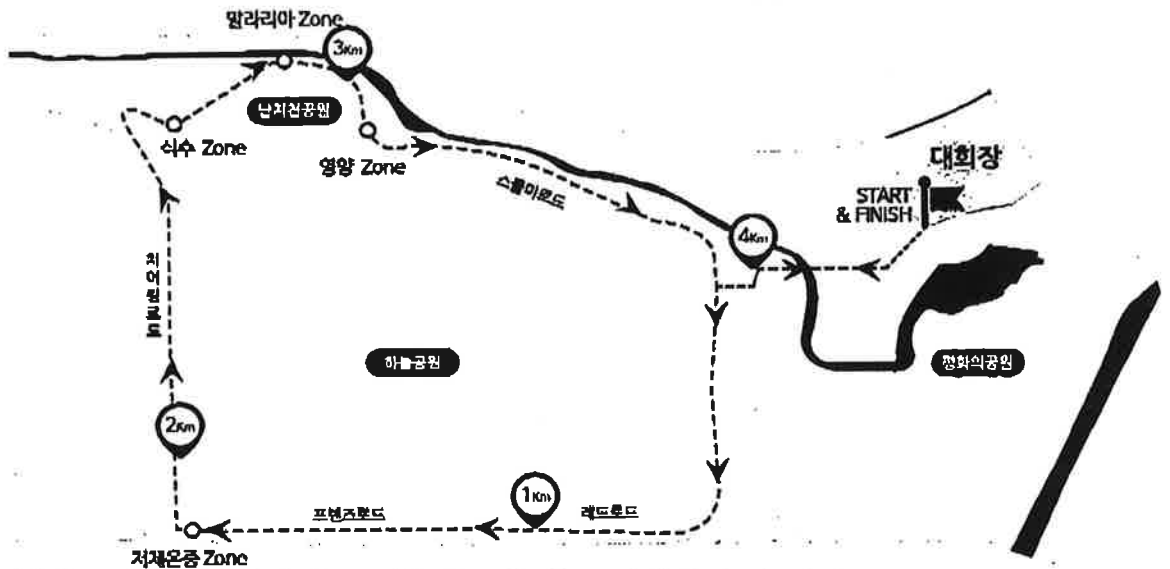 말라리아 Zone
3Km
난지천공원
식수 Zone
영양 Zone
대회장
START
& FINISH
스쿨미로드
4Km
치어링로드
하늘공원
평화의공원
2Km
1Km
프렌즈로드
레드로드
저체온증 Zone